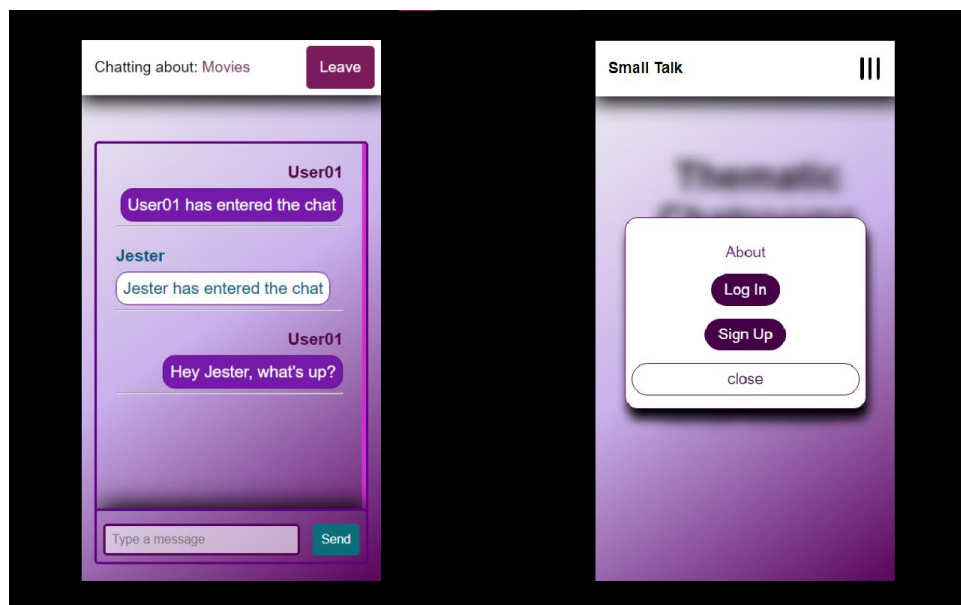 Chatting about: Movies
Leave
User01
User01 has entered the chat
Jester
Jester has entered the chat
User01
Hey Jester, what's up?
Type a message
Send
Small Talk
Thematic
About
Log In
Sign Up
close